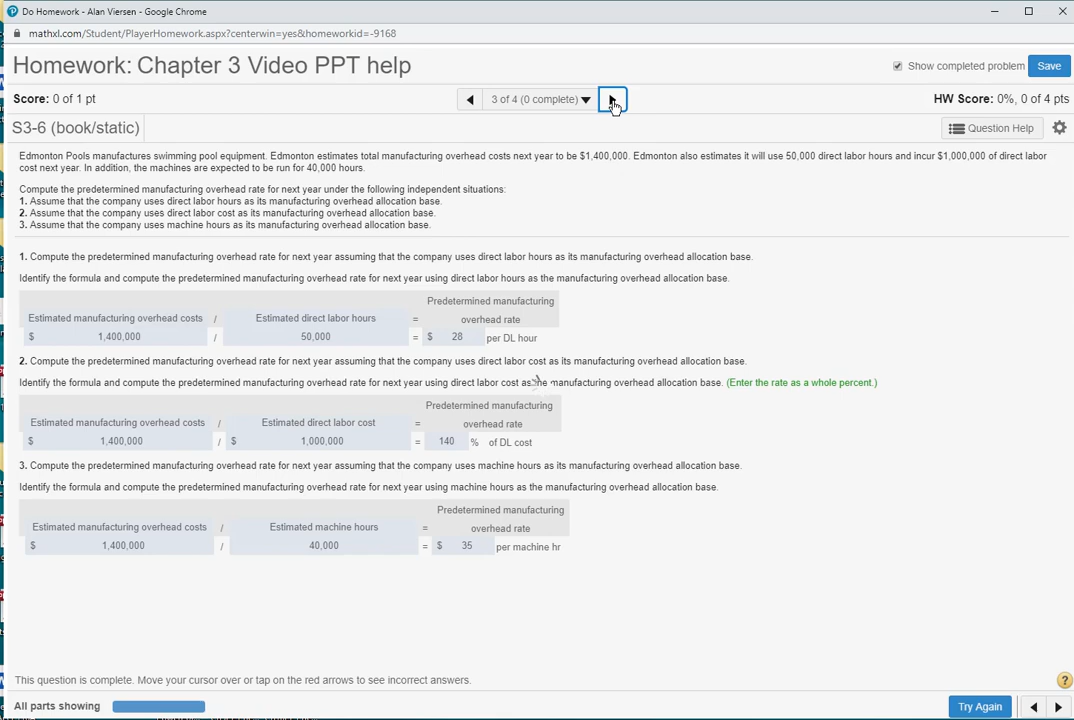 Do Homework - Alan Viersen - Google Chrome
mathxl.com/Student/PlayerHomework.aspx?centerwin=yes&homeworkid=-9168
Homework: Chapter 3 Video PPT help
Show completed problem
Save
Score: 0 of 1 pt
3 of 4 (0 complete)
HW Score: 0%, 0 of 4 pts
S3-6 (book/static)
Question Help
Edmonton Pools manufactures swimming pool equipment. Edmonton estimates total manufacturing overhead costs next year to be $1,400,000. Edmonton also estimates it will use 50,000 direct labor hours and incur $1,000,000 of direct labor
cost next year. In addition, the machines are expected to be run for 40,000 hours.
Compute the predetermined manufacturing overhead rate for next year under the following independent situations:
1. Assume that the company uses direct labor hours as its manufacturing overhead allocation base.
2. Assume that the company uses direct labor cost as its manufacturing overhead allocation base.
3. Assume that the company uses machine hours as its manufacturing overhead allocation base.
1. Compute the predetermined manufacturing overhead rate for next year assuming that the company uses direct labor hours as its manufacturing overhead allocation base.
Identify the formula and compute the predetermined manufacturing overhead rate for next year using direct labor hours as the manufacturing overhead allocation base.
Predetermined manufacturing
Estimated manufacturing overhead costs / Estimated direct labor hours = overhead rate
$ 1,400,000 / 50,000 = $ 28 per DL hour
2. Compute the predetermined manufacturing overhead rate for next year assuming that the company uses direct labor cost as its manufacturing overhead allocation base.
Identify the formula and compute the predetermined manufacturing overhead rate for next year using direct labor cost as the manufacturing overhead allocation base. (Enter the rate as a whole percent.)
Predetermined manufacturing
Estimated manufacturing overhead costs / Estimated direct labor cost = overhead rate
$ 1,400,000 / $ 1,000,000 = 140 % of DL cost
3. Compute the predetermined manufacturing overhead rate for next year assuming that the company uses machine hours as its manufacturing overhead allocation base.
Identify the formula and compute the predetermined manufacturing overhead rate for next year using machine hours as the manufacturing overhead allocation base.
Predetermined manufacturing
Estimated manufacturing overhead costs / Estimated machine hours = overhead rate
$ 1,400,000 / 40,000 = $ 35 per machine hr
This question is complete. Move your cursor over or tap on the red arrows to see incorrect answers.
?
All parts showing
Try Again